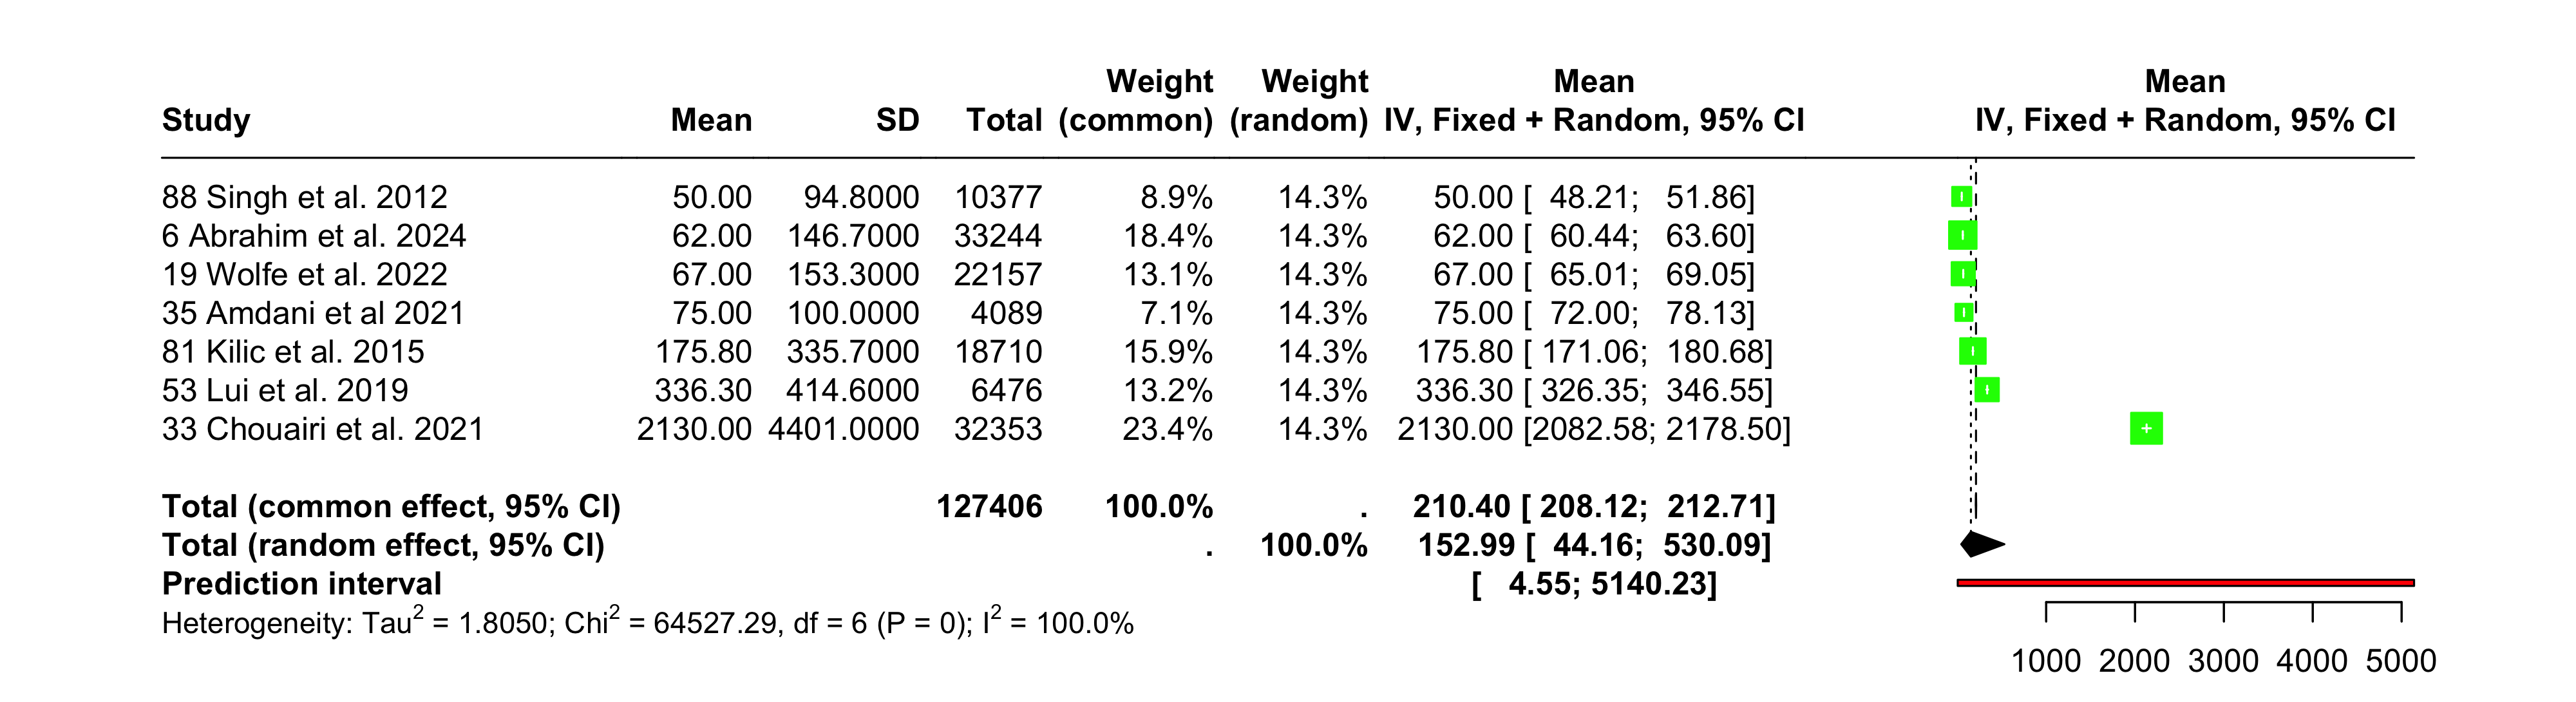 Weight Weight Mean Mean
Study Mean SD Total (common) (random) IV, Fixed + Random, 95% CI IV, Fixed + Random, 95% CI
88 Singh et al. 2012 50.00 94.8000 10377 8.9% 14.3% 50.00 [ 48.21; 51.86]
6 Abrahim et al. 2024 62.00 146.7000 33244 18.4% 14.3% 62.00 [ 60.44; 63.60]
19 Wolfe et al. 2022 67.00 153.3000 22157 13.1% 14.3% 67.00 [ 65.01; 69.05]
35 Amdani et al 2021 75.00 100.0000 4089 7.1% 14.3% 75.00 [ 72.00; 78.13]
81 Kilic et al. 2015 175.80 335.7000 18710 15.9% 14.3% 175.80 [ 171.06; 180.68]
53 Lui et al. 2019 336.30 414.6000 6476 13.2% 14.3% 336.30 [ 326.35; 346.55]
33 Chouairi et al. 2021 2130.00 4401.0000 32353 23.4% 14.3% 2130.00 [2082.58; 2178.50]
Total (common effect, 95% CI) 127406 100.0% . 210.40 [ 208.12; 212.71]
Total (random effect, 95% CI) . 100.0% 152.99 [ 44.16; 530.09]
Prediction interval [ 4.55; 5140.23]
Heterogeneity: Tau² = 1.8050; Chi² = 64527.29, df = 6 (P = 0); I² = 100.0%
1000 2000 3000 4000 5000